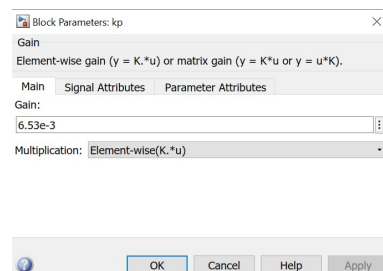 Block Parameters: kp
Gain
Element-wise gain (y = K.*u) or matrix gain (y = K*u or y = u*K).
Main Signal Attributes Parameter Attributes
Gain:
6.53e-3
Multiplication: Element-wise(K.*u)
OK Cancel Help Apply